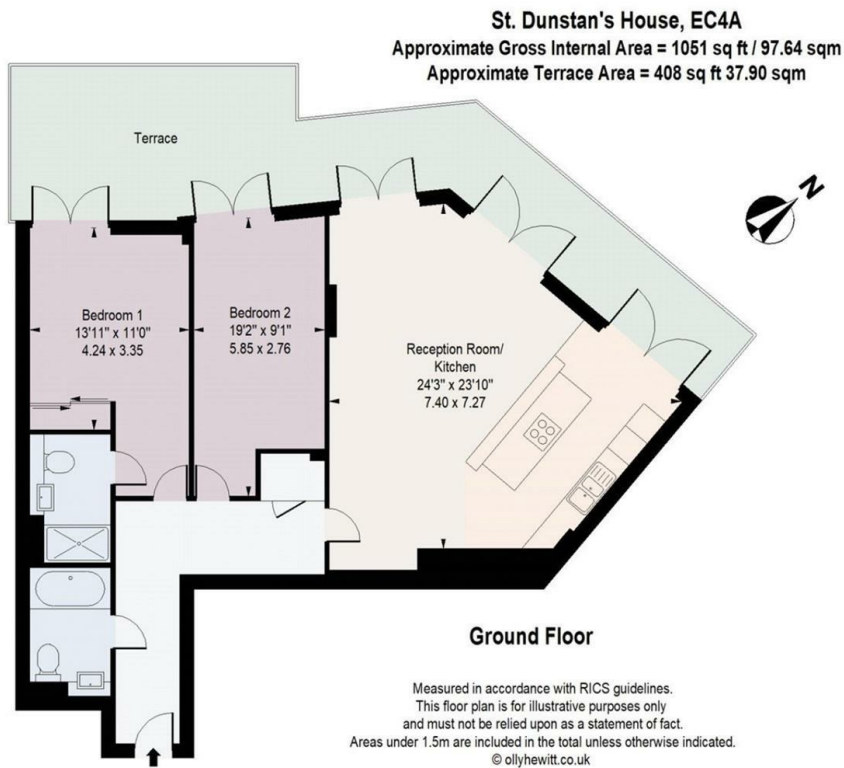 St. Dunstan's House, EC4A
Approximate Gross Internal Area = 1051 sq ft / 97.64 sqm
Approximate Terrace Area = 408 sq ft 37.90 sqm
Terrace
N
Bedroom 1
13'11" x 11'0"
4.24 x 3.35
Bedroom 2
19'2" x 9'1"
5.85 x 2.76
Reception Room/
Kitchen
24'3" x 23'10"
7.40 x 7.27
Ground Floor
Measured in accordance with RICS guidelines.
This floor plan is for illustrative purposes only
and must not be relied upon as a statement of fact.
Areas under 1.5m are included in the total unless otherwise indicated.
© ollyhewitt.co.uk